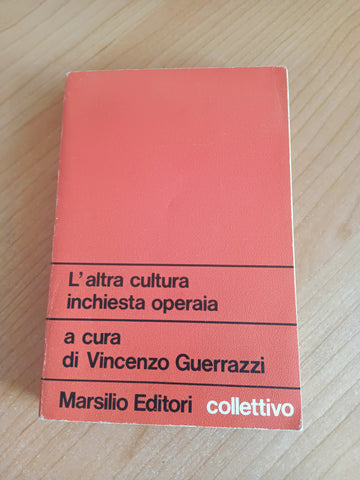 L'altra cultura
inchiesta operaia
a cura
di Vincenzo Guerrazzi
Marsilio Editori collettivo